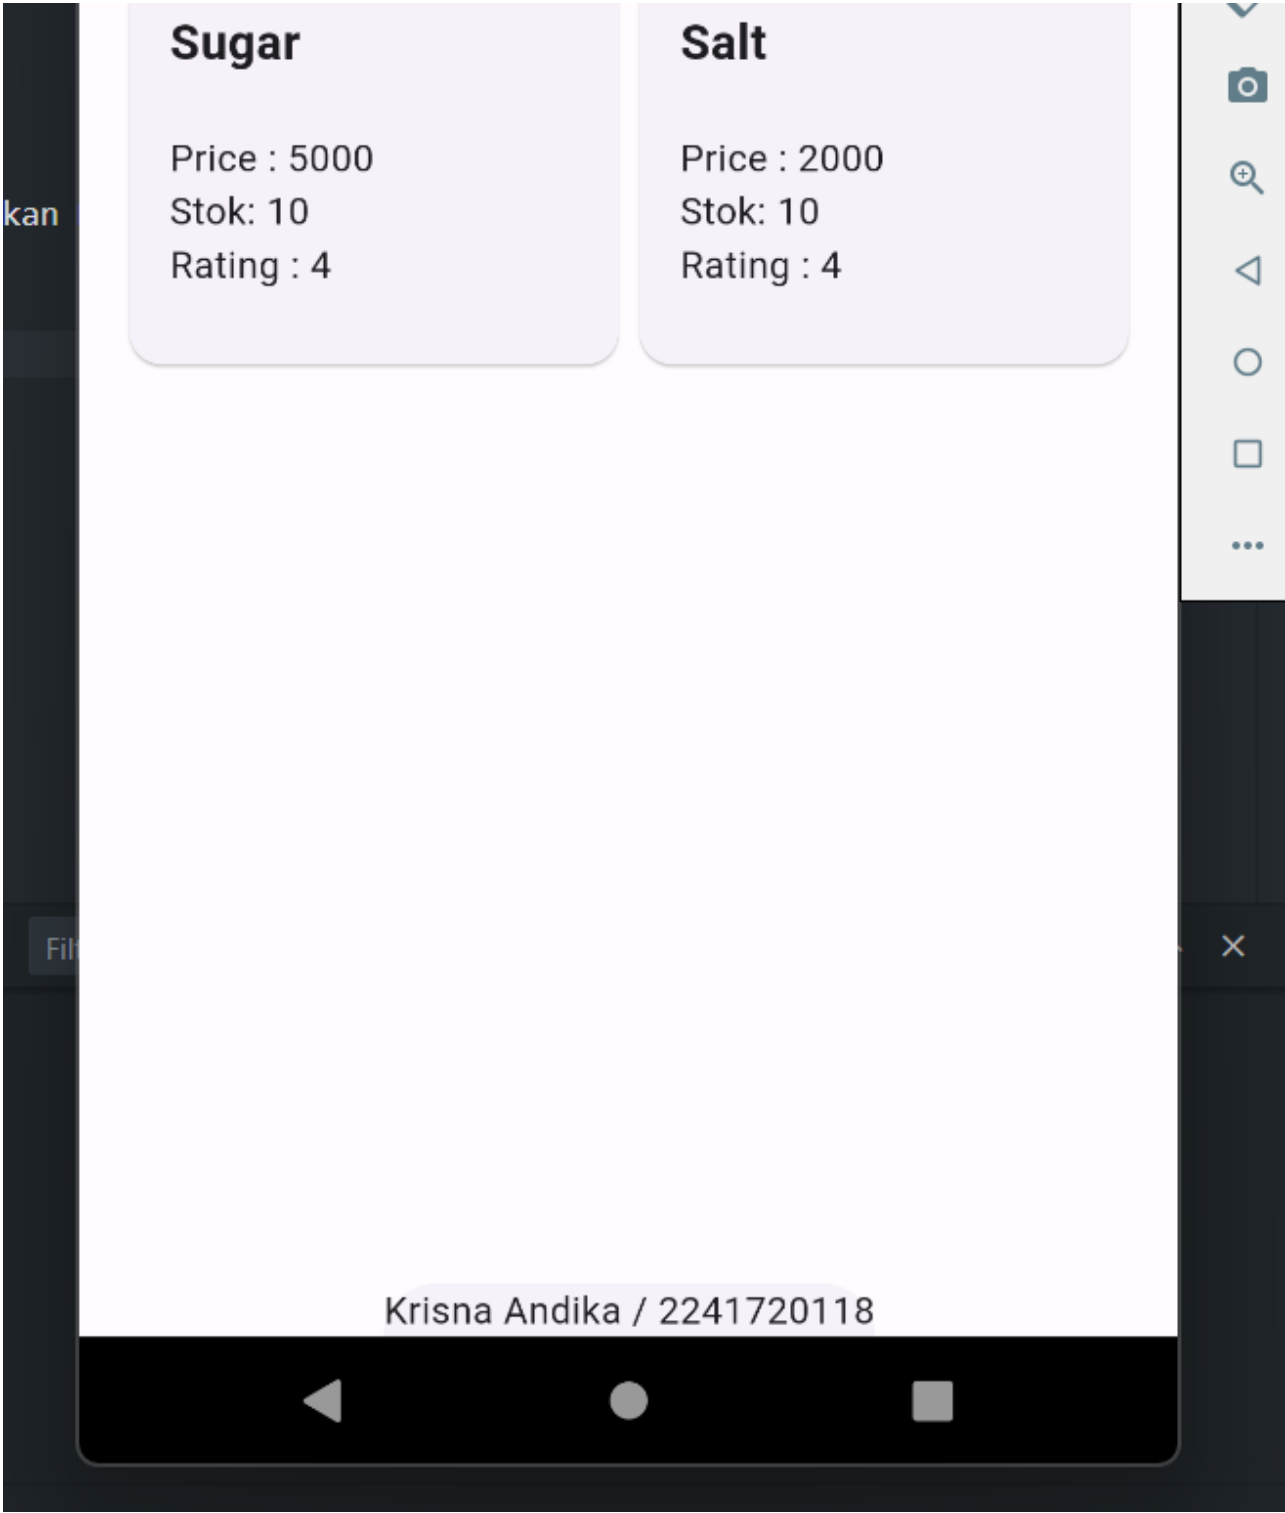 Sugar
Salt
Price : 5000
Stok: 10
Rating : 4
Price : 2000
Stok: 10
Rating : 4
kan
Krisna Andika / 2241720118